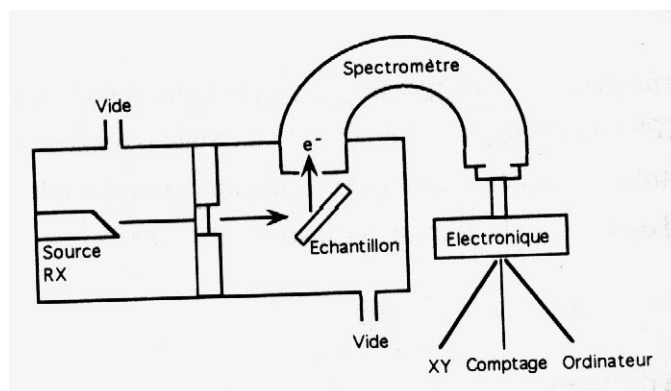 Spectromètre
Vide
e-
Source
RX
Echantillon
Electronique
Vide
XY Comptage Ordinateur